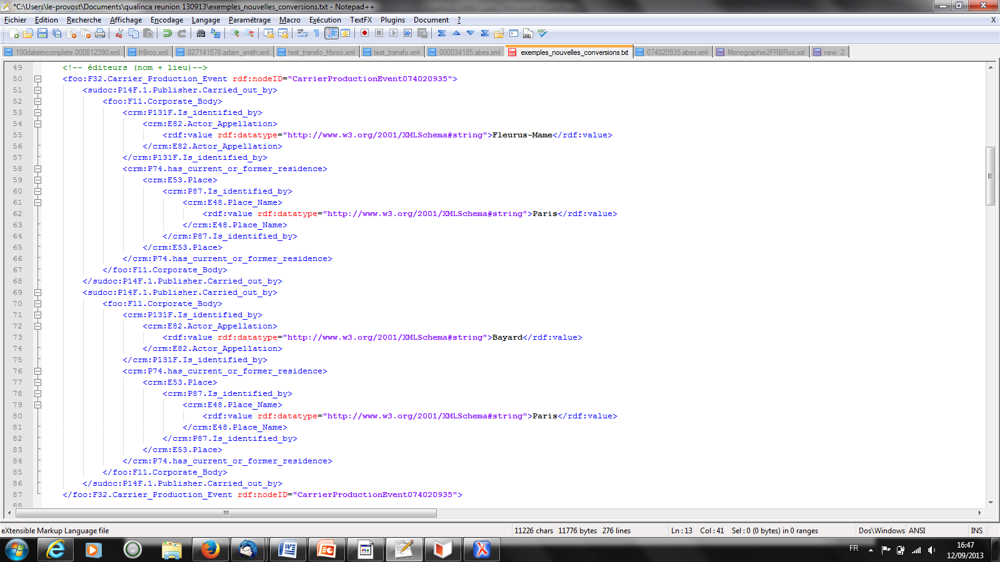 *C:\Users\le-provost\Documents\qualinca reunion 130913\exemples_nouvelles_conversions.txt - Notepad++
Fichier Edition Recherche Affichage Encodage Langage Paramétrage Macro Exécution TextFX Plugins Document ? X
100dateimcomplete.000812390.xml frBroo.xml 027141578.adam_smith.xml test_transfo_frbroo.xml test_transfo.xml 000034185.abes.xml exemples_nouvelles_conversions.txt 074020935.abes.xml Monographie2FRBRoo.xsl new 2
49 <!-- éditeurs (nom + lieu)-->
50 <foo:F32.Carrier_Production_Event rdf:nodeID="CarrierProductionEvent074020935">
51 <sudoc:P14F.1.Publisher.Carried_out_by>
52 <foo:F11.Corporate_Body>
53 <crm:P131F.Is_identified_by>
54 <crm:E82.Actor_Appellation>
55 <rdf:value rdf:datatype="http://www.w3.org/2001/XMLSchema#string">Fleurus-Mame</rdf:value>
56 </crm:E82.Actor_Appellation>
57 </crm:P131F.Is_identified_by>
58 <crm:P74.has_current_or_former_residence>
59 <crm:E53.Place>
60 <crm:P87.Is_identified_by>
61 <crm:E48.Place_Name>
62 <rdf:value rdf:datatype="http://www.w3.org/2001/XMLSchema#string">Paris</rdf:value>
63 </crm:E48.Place_Name>
64 </crm:P87.Is_identified_by>
65 </crm:E53.Place>
66 </crm:P74.has_current_or_former_residence>
67 </foo:F11.Corporate_Body>
68 </sudoc:P14F.1.Publisher.Carried_out_by>
69 <sudoc:P14F.1.Publisher.Carried_out_by>
70 <foo:F11.Corporate_Body>
71 <crm:P131F.Is_identified_by>
72 <crm:E82.Actor_Appellation>
73 <rdf:value rdf:datatype="http://www.w3.org/2001/XMLSchema#string">Bayard</rdf:value>
74 </crm:E82.Actor_Appellation>
75 </crm:P131F.Is_identified_by>
76 <crm:P74.has_current_or_former_residence>
77 <crm:E53.Place>
78 <crm:P87.Is_identified_by>
79 <crm:E48.Place_Name>
80 <rdf:value rdf:datatype="http://www.w3.org/2001/XMLSchema#string">Paris</rdf:value>
81 </crm:E48.Place_Name>
82 </crm:P87.Is_identified_by>
83 </crm:E53.Place>
84 </crm:P74.has_current_or_former_residence>
85 </foo:F11.Corporate_Body>
86 </sudoc:P14F.1.Publisher.Carried_out_by>
87 </foo:F32.Carrier_Production_Event rdf:nodeID="CarrierProductionEvent074020935">
88
eXtensible Markup Language file 11226 chars 11776 bytes 276 lines Ln : 13 Col : 41 Sel : 0 (0 bytes) in 0 ranges Dos\Windows ANSI INS
FR 16:47
12/09/2013